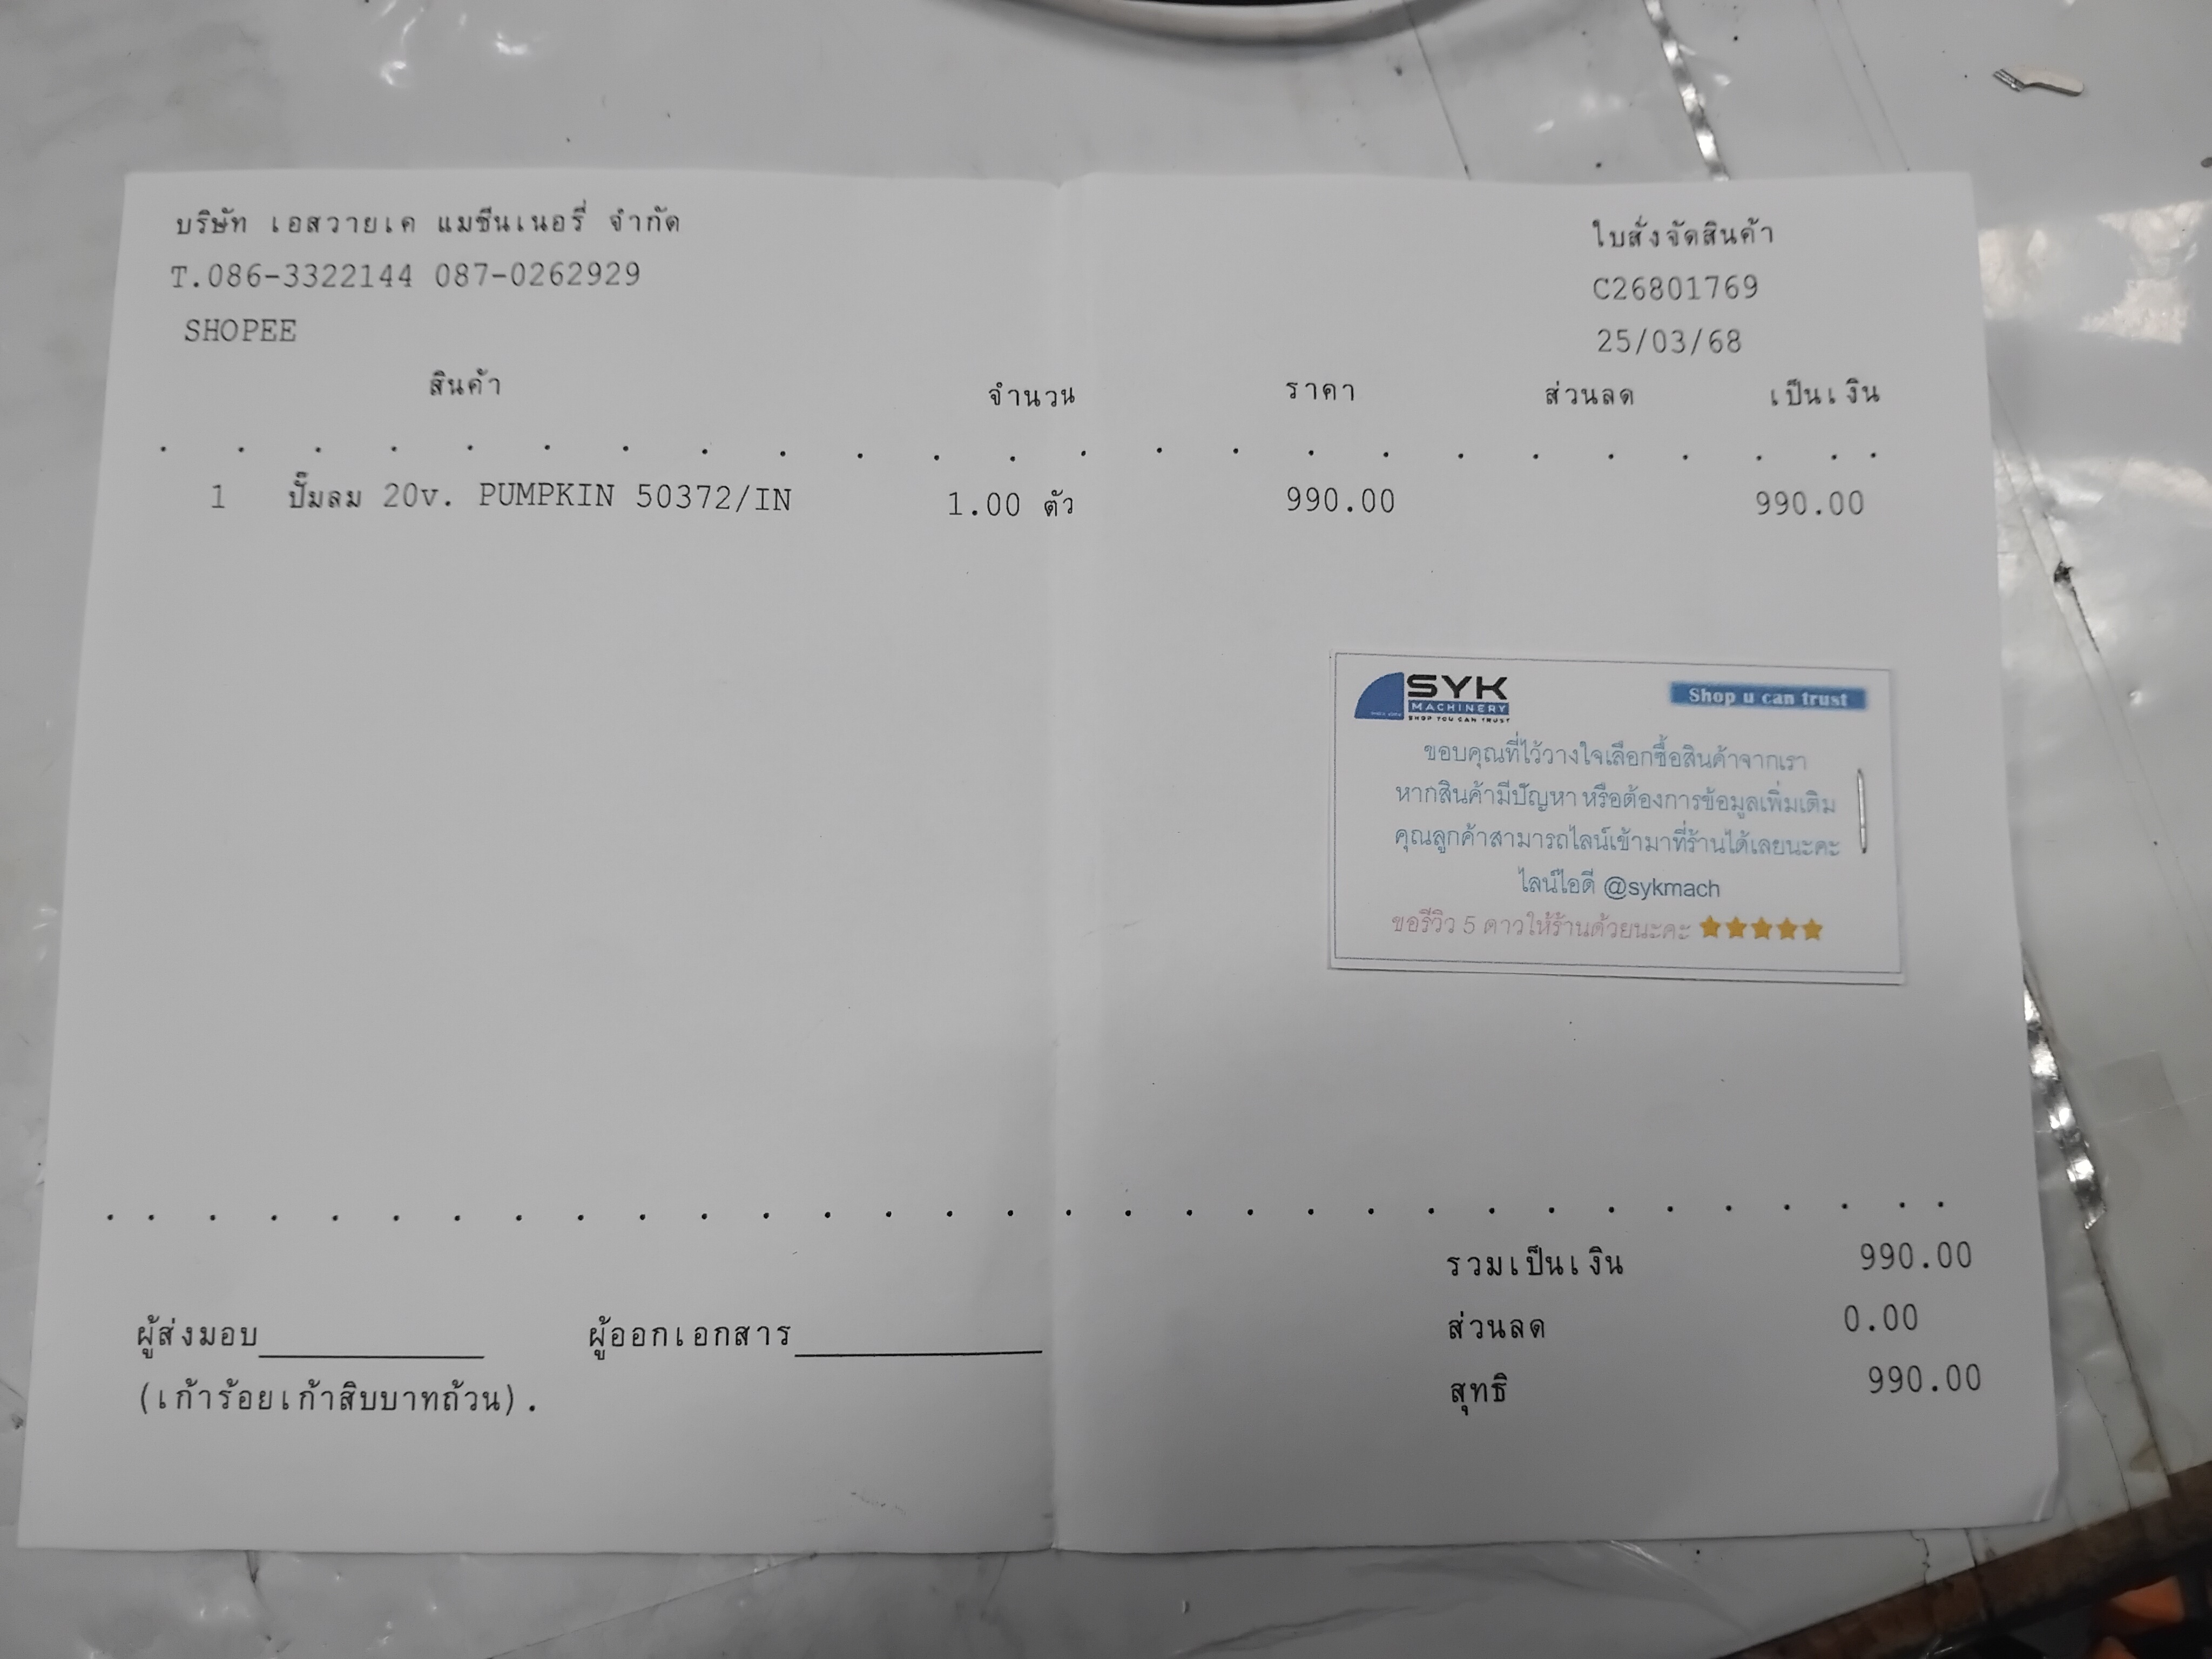 บริษัท เอสวายเค แมชีนเนอรี่ จำกัด
ใบสั่งจัดสินค้า
T.086-3322144 087-0262929
C26801769
SHOPEE
25/03/68
สินค้า จำนวน ราคา ส่วนลด เป็นเงิน
1 ปั๊มลม 20v. PUMPKIN 50372/IN 1.00 ตัว 990.00 990.00
SYK
MACHINERY
SHOP YOU CAN TRUST
Shop u can trust
ขอบคุณที่ไว้วางใจเลือกซื้อสินค้าจากเรา
หากสินค้ามีปัญหา หรือต้องการข้อมูลเพิ่มเติม
คุณลูกค้าสามารถไลน์เข้ามาที่ร้านได้เลยนะคะ
ไลน์ไอดี @sykmach
ขอรีวิว 5 ดาวให้ร้านด้วยนะคะ
รวมเป็นเงิน 990.00
ส่วนลด 0.00
สุทธิ 990.00
ผู้ส่งมอบ ผู้ออกเอกสาร
(เก้าร้อยเก้าสิบบาทถ้วน).